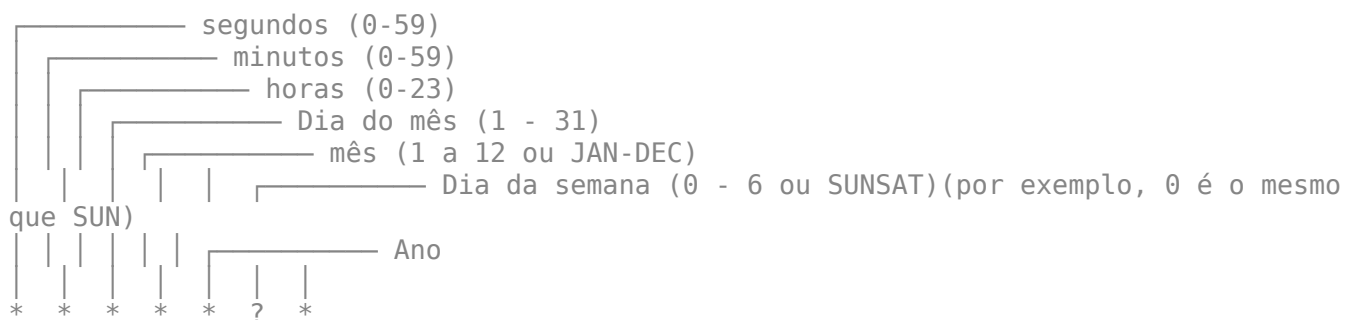 segundos (0-59)
minutos (0-59)
horas (0-23)
Dia do mês (1 - 31)
mês (1 a 12 ou JAN-DEC)
Dia da semana (0 - 6 ou SUNSAT)(por exemplo, 0 é o mesmo
que SUN)
Ano
* * * * * ? *